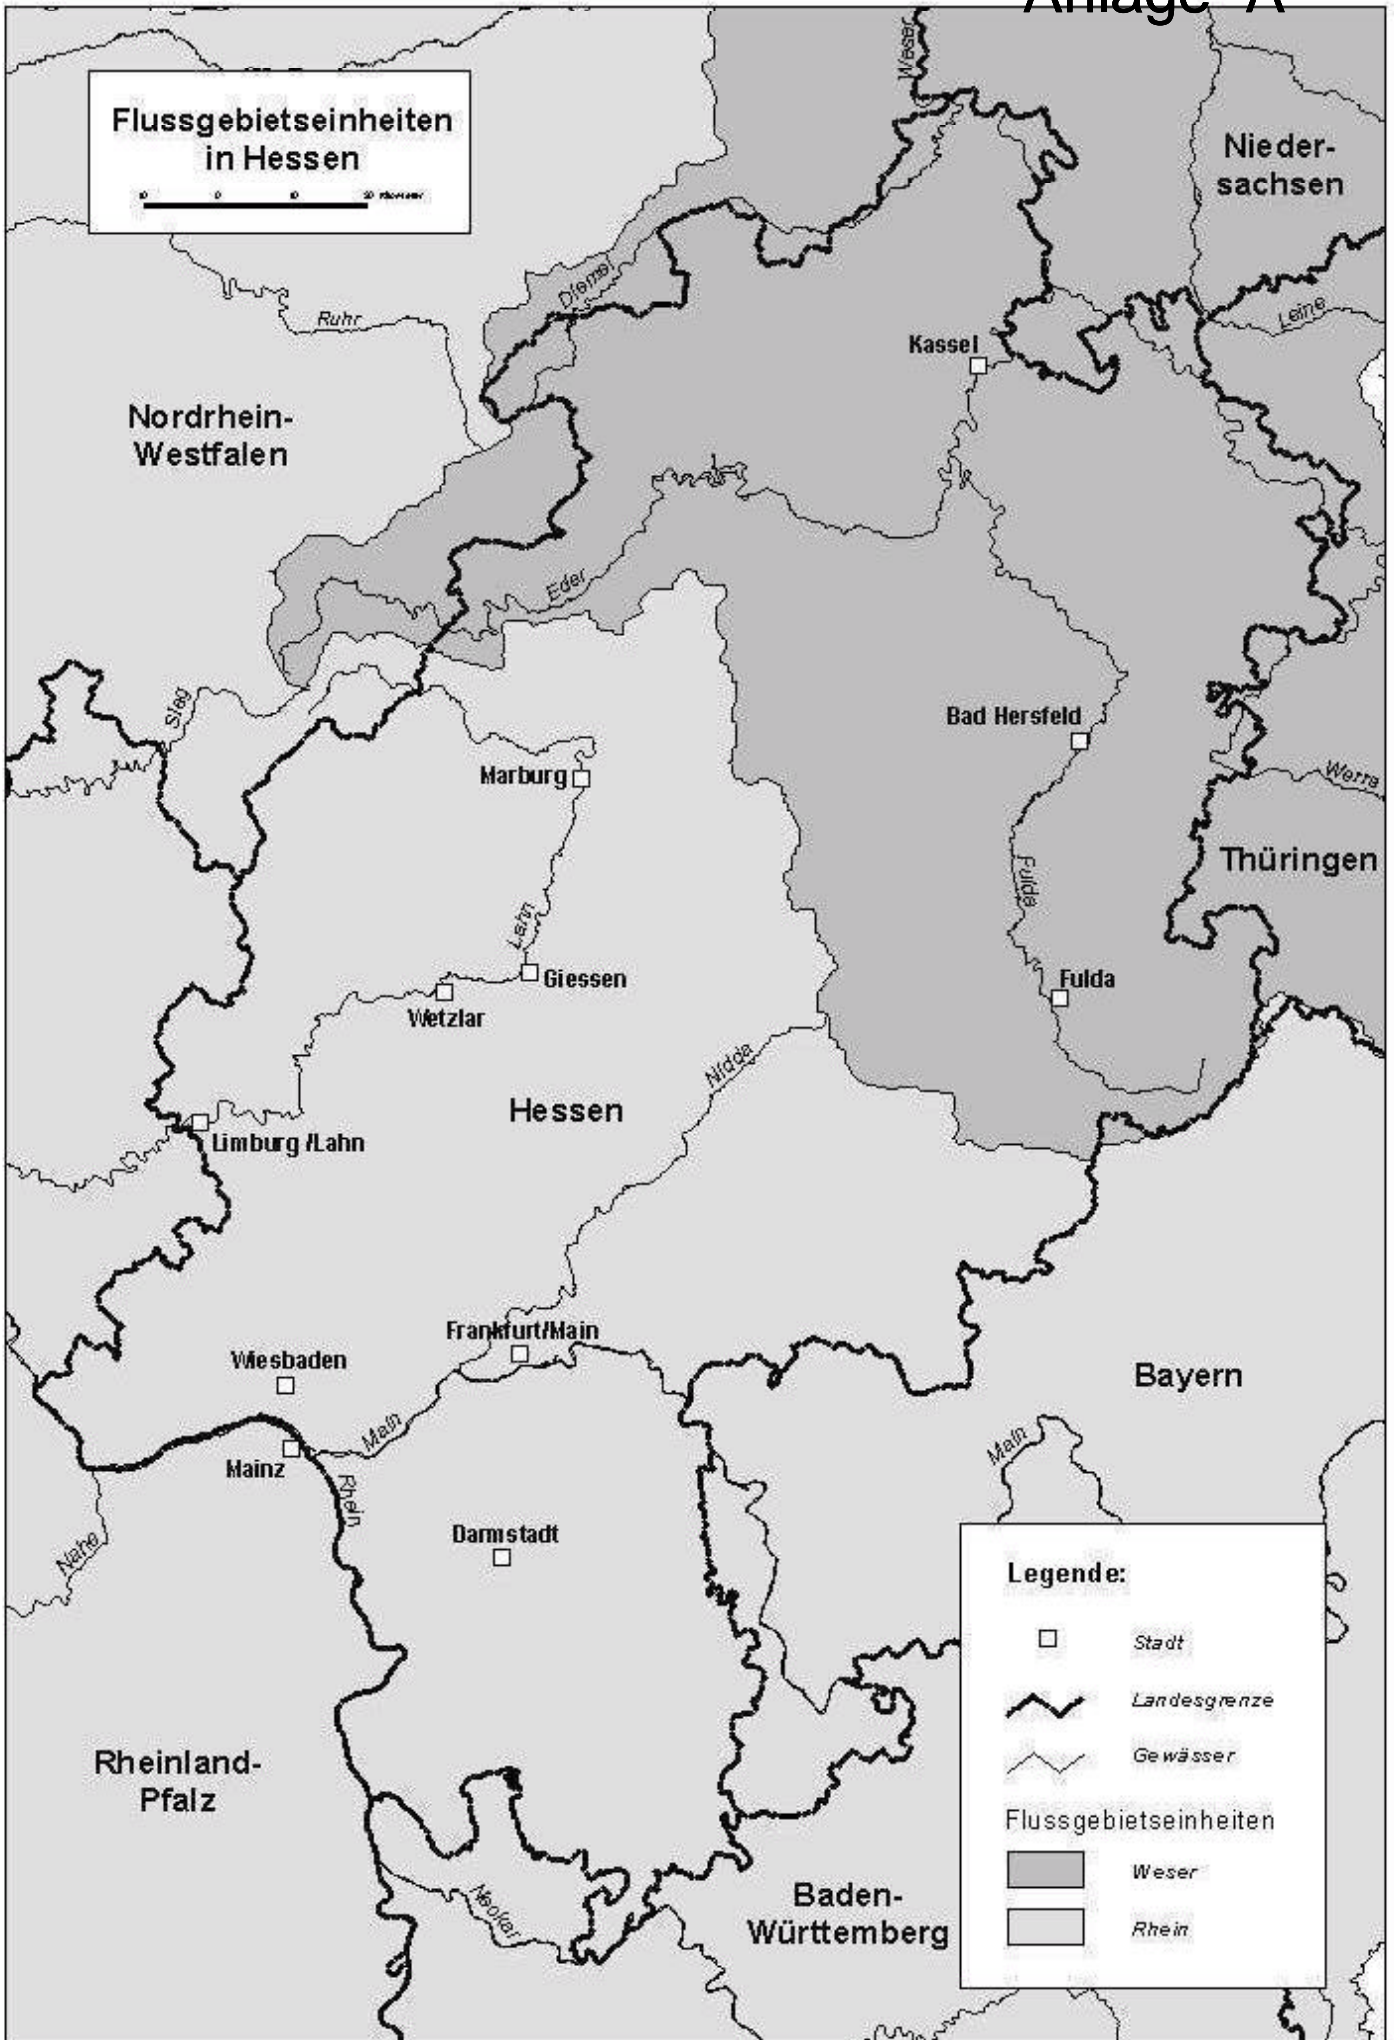 Anlage A
Flussgebietseinheiten
in Hessen
Weser
Nieder-
sachsen
Diemel
Ruhr
Leine
Kassel
Nordrhein-
Westfalen
Eder
Sieg
Bad Hersfeld
Marburg
Werra
Thüringen
Fulda
Lahn
Giessen
Fulda
Wetzlar
Nidda
Hessen
Limburg /Lahn
Frankfurt/Main
Wiesbaden
Bayern
Main
Main
Mainz
Rhein
Nahe
Darmstadt
Legende:
Stadt
Landesgrenze
Gewässer
Flussgebietseinheiten
Weser
Rhein
Rheinland-
Pfalz
Neckar
Baden-
Württemberg